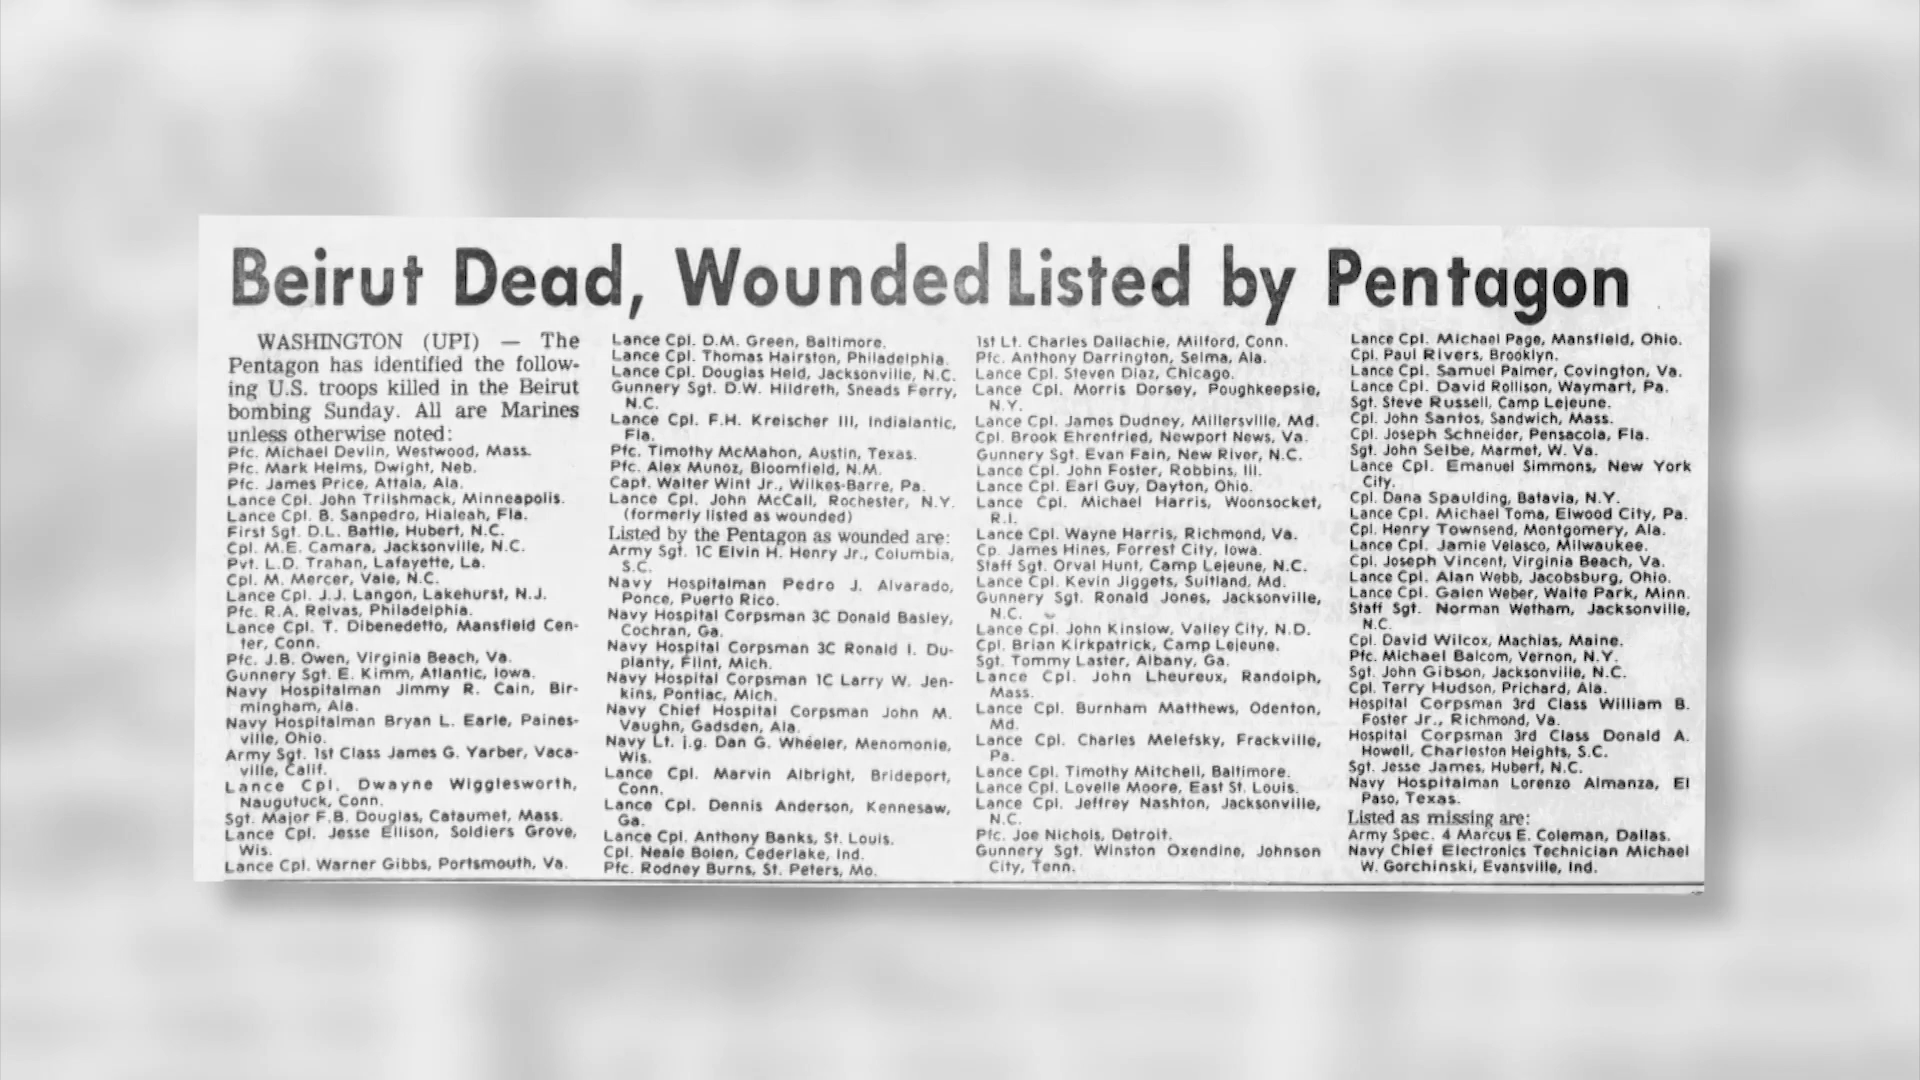 Beirut Dead, Wounded Listed by Pentagon
WASHINGTON (UPI) — The
Pentagon has identified the follow-
ing U.S. troops killed in the Beirut
bombing Sunday. All are Marines
unless otherwise noted:
Pfc. Michael Devlin, Westwood, Mass.
Pfc. Mark Helms, Dwight, Neb.
Pfc. James Price, Attala, Ala.
Lance Cpl. John Trilshmack, Minneapolis.
Lance Cpl. B. Sanpedro, Hialeah, Fla.
First Sgt. D.L. Battle, Hubert, N.C.
Cpl. M.E. Camara, Jacksonville, N.C.
Pvt. L.D. Trahan, Lafayette, La.
Cpl. M. Mercer, Vale, N.C.
Lance Cpl. J.J. Langon, Lakehurst, N.J.
Pfc. R.A. Relvas, Philadelphia.
Lance Cpl. T. Dibenedetto, Mansfield Cen-
ter, Conn.
Pfc. J.B. Owen, Virginia Beach, Va.
Gunnery Sgt. E. Kimm, Atlantic, Iowa.
Navy Hospitalman Jimmy R. Cain, Bir-
mingham, Ala.
Navy Hospitalman Bryan L. Earle, Paines-
ville, Ohio.
Army Sgt. 1st Class James G. Yarber, Vaca-
ville, Calif.
Lance Cpl. Dwayne Wigglesworth,
Naugutuck, Conn.
Sgt. Major F.B. Douglas, Cataumet, Mass.
Lance Cpl. Jesse Ellison, Soldiers Grove,
Wis.
Lance Cpl. Warner Gibbs, Portsmouth, Va.
Lance Cpl. D.M. Green, Baltimore.
Lance Cpl. Thomas Hairston, Philadelphia.
Lance Cpl. Douglas Held, Jacksonville, N.C.
Gunnery Sgt. D.W. Hildreth, Sneads Ferry,
N.C.
Lance Cpl. F.H. Kreischer III, Indialantic,
Fla.
Pfc. Timothy McMahon, Austin, Texas.
Pfc. Alex Munoz, Bloomfield, N.M.
Capt. Walter Wint Jr., Wilkes-Barre, Pa.
Lance Cpl. John McCall, Rochester, N.Y.
(formerly listed as wounded)
Listed by the Pentagon as wounded are:
Army Sgt. 1C Elvin H. Henry Jr., Columbia,
S.C.
Navy Hospitalman Pedro J. Alvarado,
Ponce, Puerto Rico.
Navy Hospital Corpsman 3C Donald Basley,
Cochran, Ga.
Navy Hospital Corpsman 3C Ronald I. Du-
planty, Flint, Mich.
Navy Hospital Corpsman 1C Larry W. Jen-
kins, Pontiac, Mich.
Navy Chief Hospital Corpsman John M.
Vaughn, Gadsden, Ala.
Navy Lt. j.g. Dan G. Wheeler, Menomonie,
Wis.
Lance Cpl. Marvin Albright, Brideport,
Conn.
Lance Cpl. Dennis Anderson, Kennesaw,
Ga.
Lance Cpl. Anthony Banks, St. Louis.
Cpl. Neale Bolen, Cederlake, Ind.
Pfc. Rodney Burns, St. Peters, Mo.
1st Lt. Charles Dallachie, Milford, Conn.
Pfc. Anthony Darrington, Selma, Ala.
Lance Cpl. Steven Diaz, Chicago.
Lance Cpl. Morris Dorsey, Poughkeepsie,
N.Y.
Lance Cpl. James Dudney, Millersville, Md.
Cpl. Brook Ehrenfried, Newport News, Va.
Gunnery Sgt. Evan Fain, New River, N.C.
Lance Cpl. John Foster, Robbins, Ill.
Lance Cpl. Earl Guy, Dayton, Ohio.
Lance Cpl. Michael Harris, Woonsocket,
R.I.
Lance Cpl. Wayne Harris, Richmond, Va.
Cp. James Hines, Forrest City, Iowa.
Staff Sgt. Orval Hunt, Camp Lejeune, N.C.
Lance Cpl. Kevin Jiggets, Suitland, Md.
Gunnery Sgt. Ronald Jones, Jacksonville,
N.C.
Lance Cpl. John Kinslow, Valley City, N.D.
Cpl. Brian Kirkpatrick, Camp Lejeune.
Sgt. Tommy Laster, Albany, Ga.
Lance Cpl. John Lheureux, Randolph,
Mass.
Lance Cpl. Burnham Matthews, Odenton,
Md.
Lance Cpl. Charles Melefsky, Frackville,
Pa.
Lance Cpl. Timothy Mitchell, Baltimore.
Lance Cpl. Lovelle Moore, East St. Louis.
Lance Cpl. Jeffrey Nashton, Jacksonville,
N.C.
Pfc. Joe Nichols, Detroit.
Gunnery Sgt. Winston Oxendine, Johnson
City, Tenn.
Lance Cpl. Michael Page, Mansfield, Ohio.
Cpl. Paul Rivers, Brooklyn.
Lance Cpl. Samuel Palmer, Covington, Va.
Lance Cpl. David Rollison, Waymart, Pa.
Sgt. Steve Russell, Camp Lejeune.
Cpl. John Santos, Sandwich, Mass.
Cpl. Joseph Schneider, Pensacola, Fla.
Sgt. John Selbe, Marmet, W. Va.
Lance Cpl. Emanuel Simmons, New York
City.
Cpl. Dana Spaulding, Batavia, N.Y.
Lance Cpl. Michael Toma, Elwood City, Pa.
Cpl. Henry Townsend, Montgomery, Ala.
Lance Cpl. Jamie Velasco, Milwaukee.
Cpl. Joseph Vincent, Virginia Beach, Va.
Lance Cpl. Alan Webb, Jacobsburg, Ohio.
Lance Cpl. Galen Weber, Waite Park, Minn.
Staff Sgt. Norman Wetham, Jacksonville,
N.C.
Cpl. David Wilcox, Machias, Maine.
Pfc. Michael Balcom, Vernon, N.Y.
Sgt. John Gibson, Jacksonville, N.C.
Cpl. Terry Hudson, Prichard, Ala.
Hospital Corpsman 3rd Class William B.
Foster Jr., Richmond, Va.
Hospital Corpsman 3rd Class Donald A.
Howell, Charleston Heights, S.C.
Sgt. Jesse James, Hubert, N.C.
Navy Hospitalman Lorenzo Almanza, El
Paso, Texas.
Listed as missing are:
Army Spec. 4 Marcus E. Coleman, Dallas.
Navy Chief Electronics Technician Michael
W. Gorchinski, Evansville, Ind.